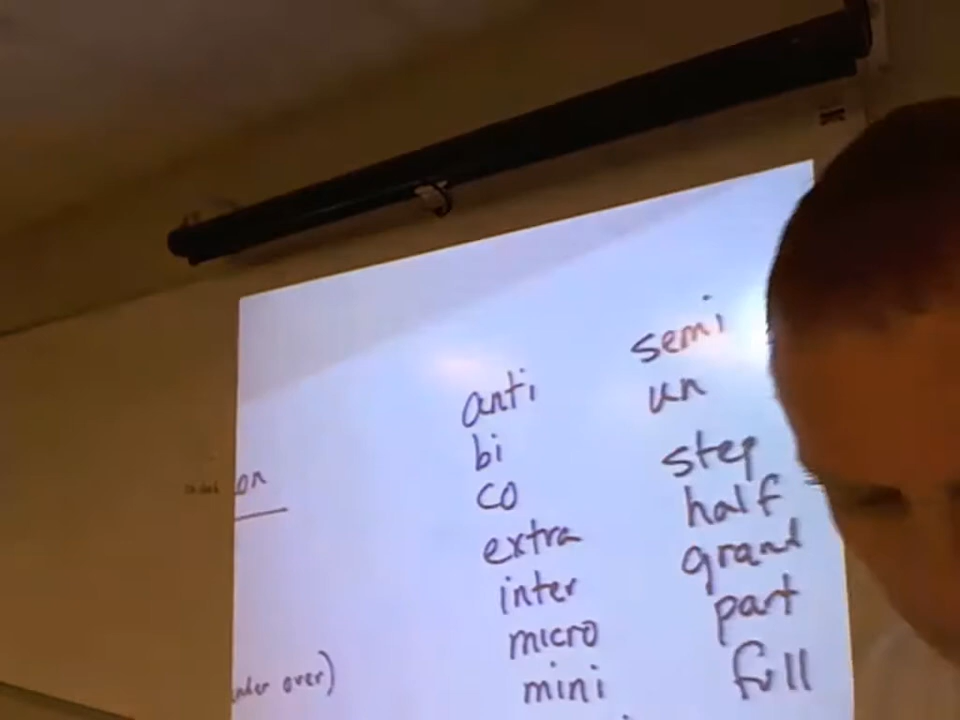 anti
bi
co
extra
inter
micro
mini
semi
un
step
half
grand
part
full
on
over)